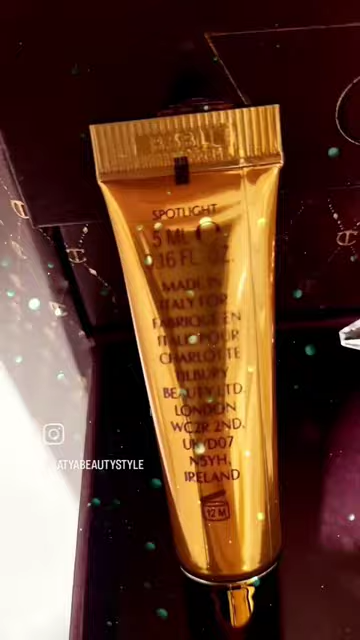 SPOTLIGHT
5 ML ℮
.16 FL. OZ.
MADE IN
ITALY FOR
FABRIQUÉ EN
ITALIE POUR
CHARLOTTE
TILBURY
BEAUTY LTD.
LONDON
WC2R 2ND,
UK/D07
N5YH,
IRELAND
12 M
ATYABEAUTYSTYLE